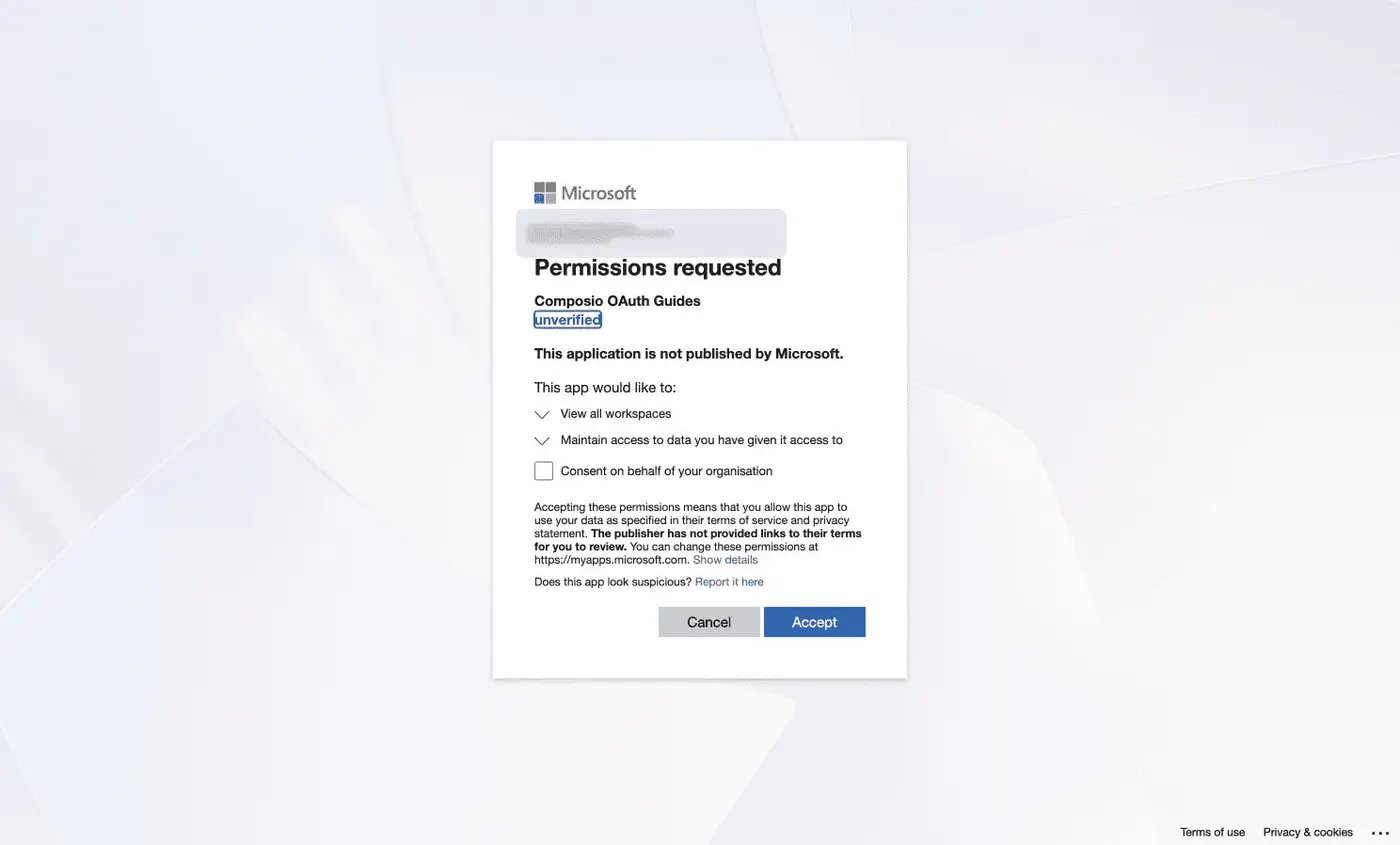 Microsoft
Permissions requested
Composio OAuth Guides
unverified
This application is not published by Microsoft.
This app would like to:
View all workspaces
Maintain access to data you have given it access to
Consent on behalf of your organisation
Accepting these permissions means that you allow this app to
use your data as specified in their terms of service and privacy
statement. The publisher has not provided links to their terms
for you to review. You can change these permissions at
https://myapps.microsoft.com. Show details
Does this app look suspicious? Report it here
Cancel Accept
Terms of use Privacy & cookies